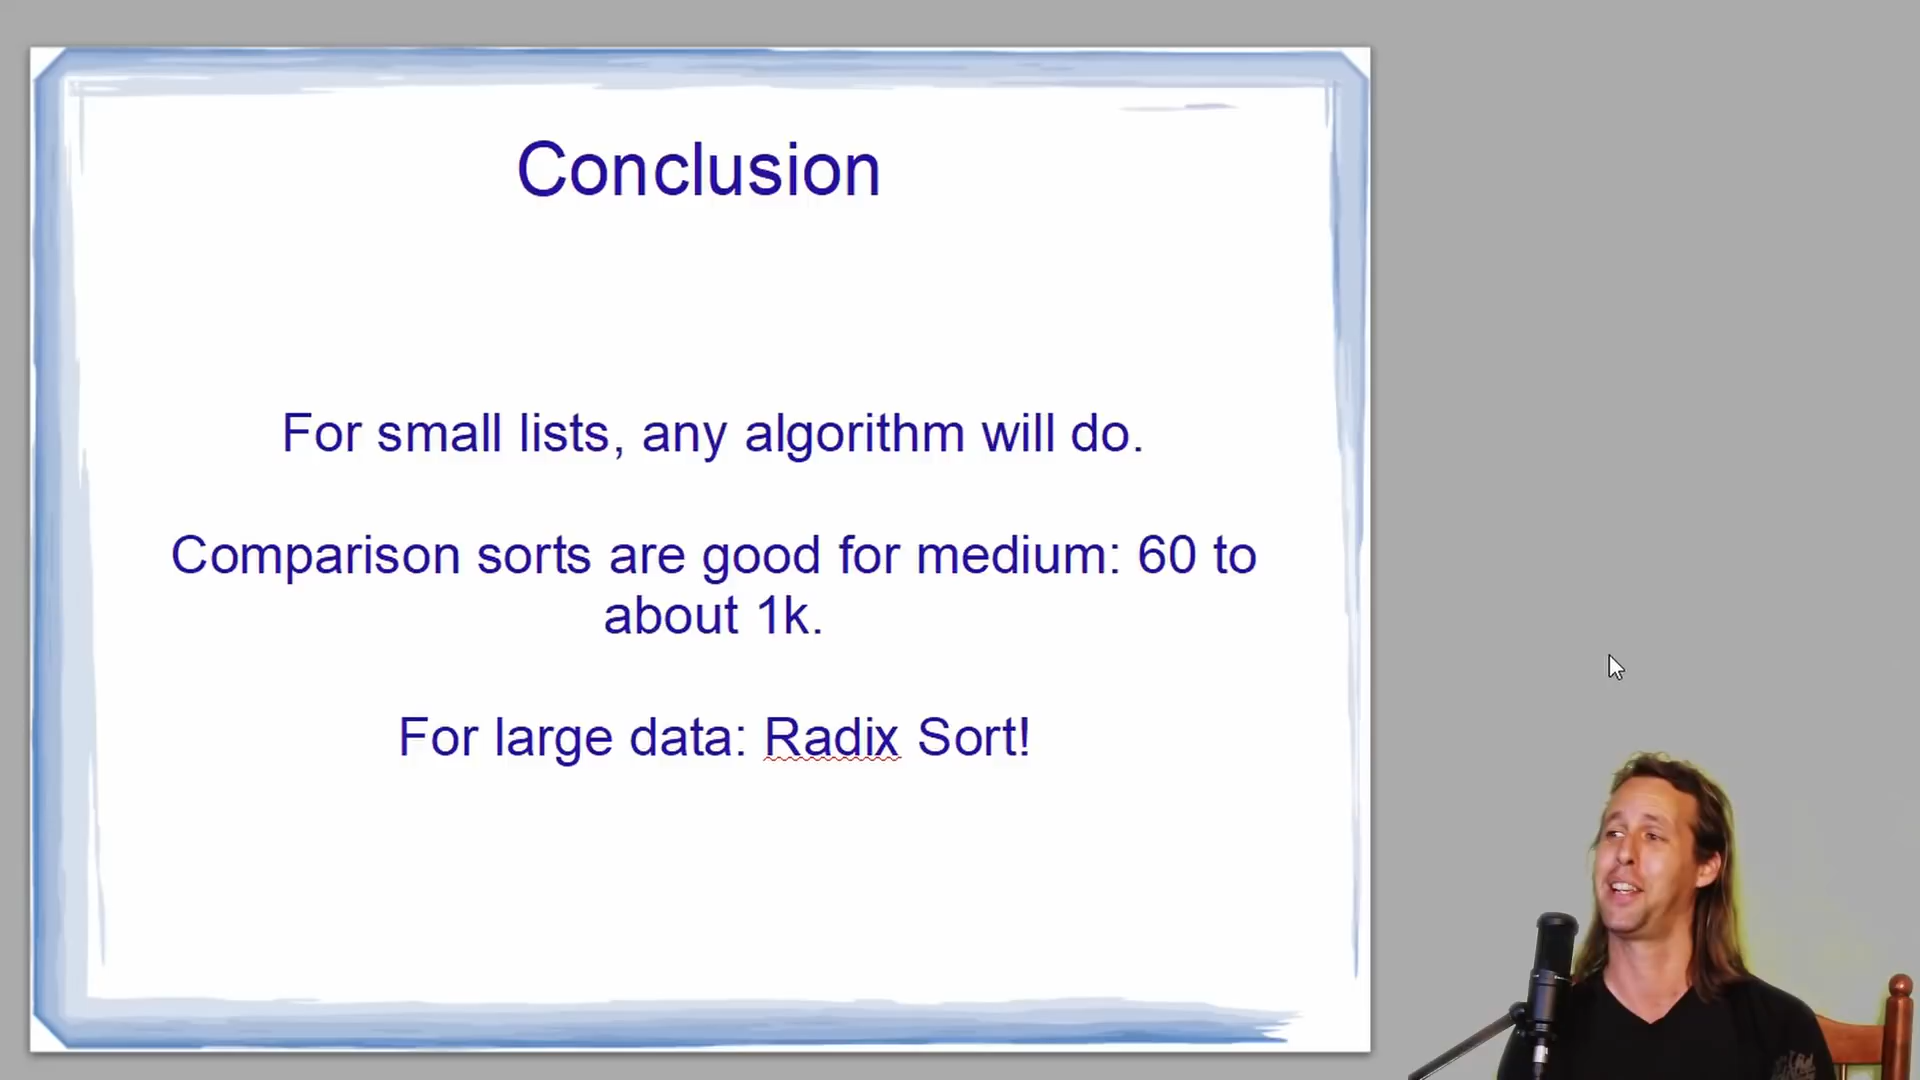 Conclusion
For small lists, any algorithm will do.
Comparison sorts are good for medium: 60 to
about 1k.
For large data: Radix Sort!